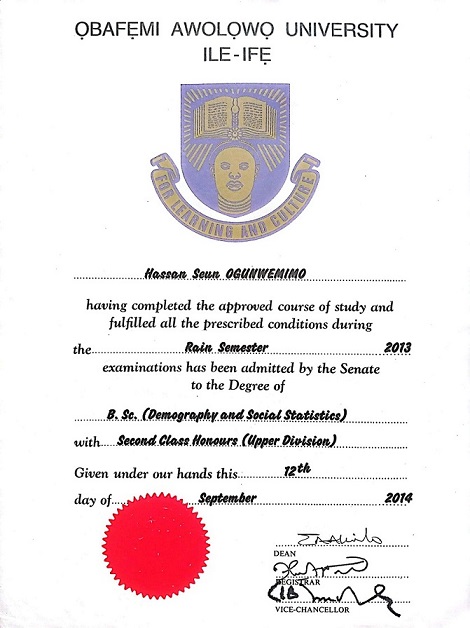 ỌBAFẸMI AWOLỌWỌ UNIVERSITY
ILE-IFẸ
FOR LEARNING AND CULTURE
Hassan Seun OGUNWEMIMO
having completed the approved course of study and
fulfilled all the prescribed conditions during
the Rain Semester 2013
examinations has been admitted by the Senate
to the Degree of
B. Sc. (Demography and Social Statistics)
with Second Class Honours (Upper Division)
Given under our hands this 12th
day of September 2014
DEAN
REGISTRAR
VICE-CHANCELLOR